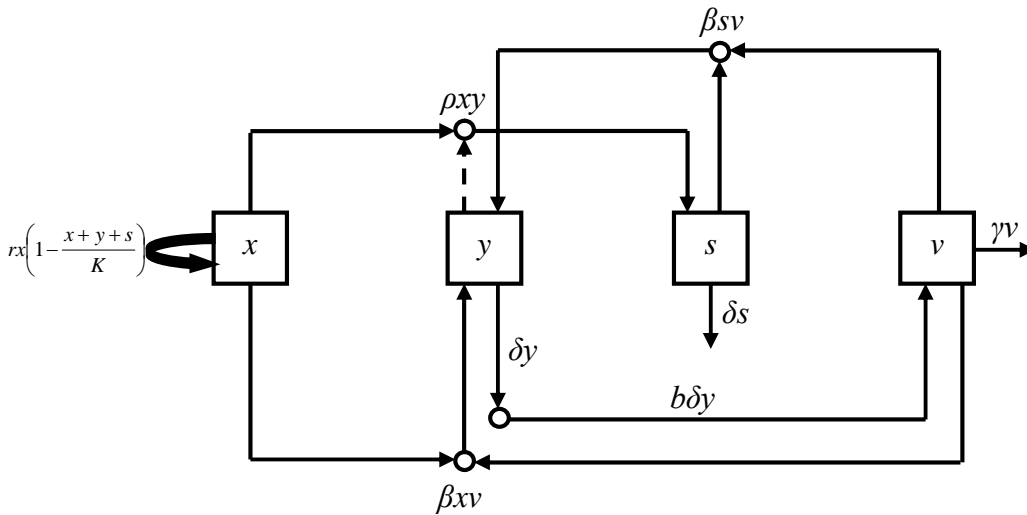 βsv
ρxy
rx(1 − (x + y + s)/K)
x
y
s
v
γv
δs
δy
bδy
βxv